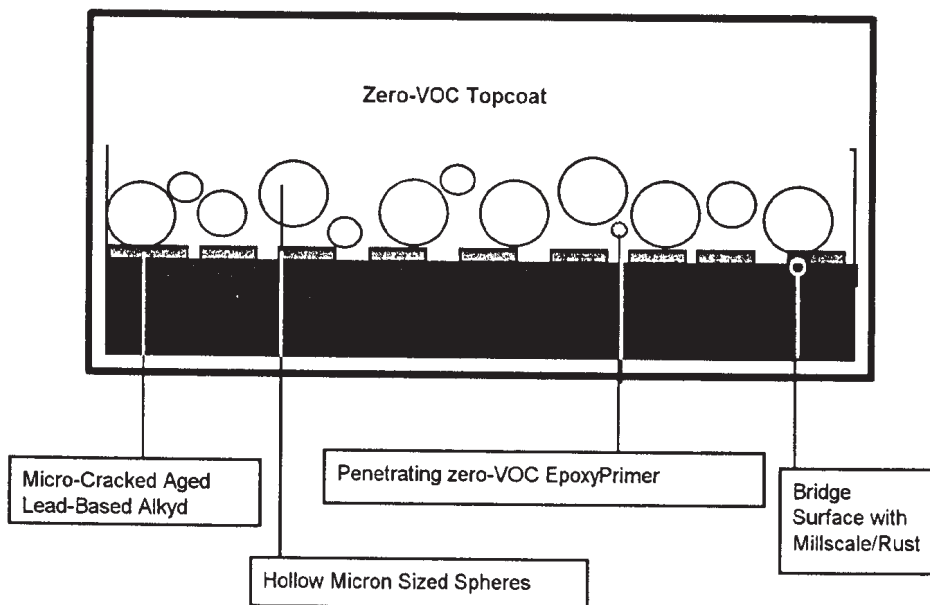 Zero-VOC Topcoat
Micro-Cracked Aged
Lead-Based Alkyd
Penetrating zero-VOC EpoxyPrimer
Bridge
Surface with
Millscale/Rust
Hollow Micron Sized Spheres